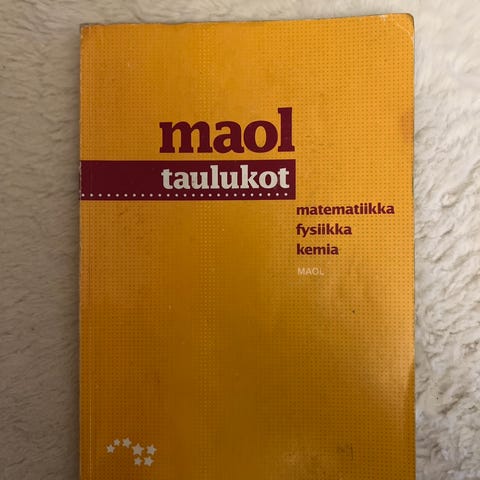 maol
taulukot
matematiikka
fysiikka
kemia
MAOL